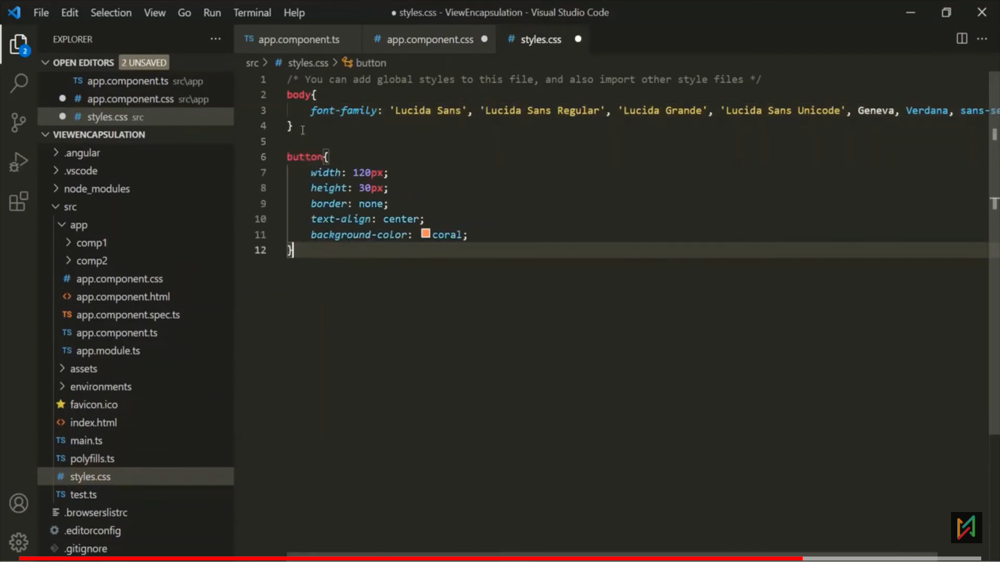 File Edit Selection View Go Run Terminal Help
● styles.css - ViewEncapsulation - Visual Studio Code
EXPLORER
2
OPEN EDITORS 2 UNSAVED
TS app.component.ts src\app
● # app.component.css src\app
● # styles.css src
VIEWENCAPSULATION
.angular
.vscode
node_modules
src
app
comp1
comp2
# app.component.css
<> app.component.html
TS app.component.spec.ts
TS app.component.ts
TS app.module.ts
assets
environments
favicon.ico
<> index.html
TS main.ts
TS polyfills.ts
# styles.css
TS test.ts
.browserslistrc
.editorconfig
.gitignore
TS app.component.ts # app.component.css ● # styles.css ●
src > # styles.css > button
1 /* You can add global styles to this file, and also import other style files */
2 body{
3 font-family: 'Lucida Sans', 'Lucida Sans Regular', 'Lucida Grande', 'Lucida Sans Unicode', Geneva, Verdana, sans-se
4 }
5
6 button{
7 width: 120px;
8 height: 30px;
9 border: none;
10 text-align: center;
11 background-color: coral;
12 }